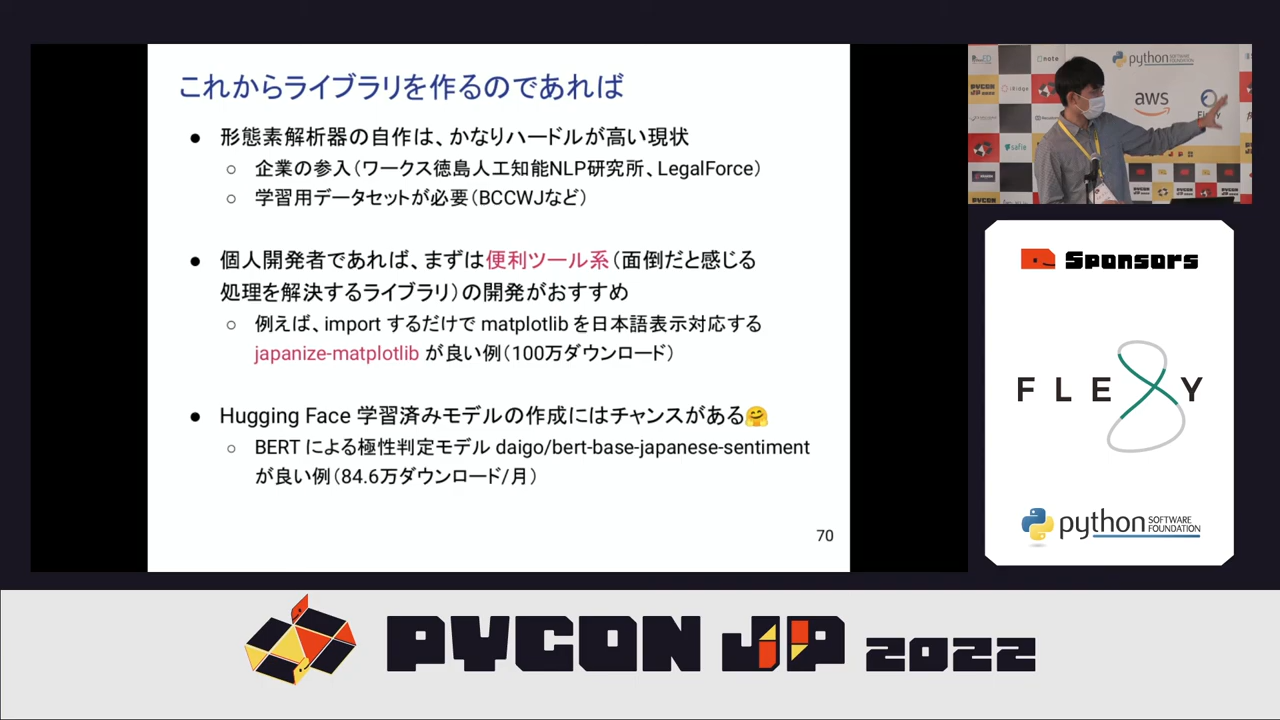 これからライブラリを作るのであれば
● 形態素解析器の自作は、かなりハードルが高い現状
○ 企業の参入（ワークス徳島人工知能NLP研究所、LegalForce）
○ 学習用データセットが必要（BCCWJなど）
● 個人開発者であれば、まずは便利ツール系（面倒だと感じる
処理を解決するライブラリ）の開発がおすすめ
○ 例えば、import するだけで matplotlib を日本語表示対応する
japanize-matplotlib が良い例（100万ダウンロード）
● Hugging Face 学習済みモデルの作成にはチャンスがある🤗
○ BERT による極性判定モデル daigo/bert-base-japanese-sentiment
が良い例（84.6万ダウンロード/月）
70
note
python
SOFTWARE
FOUNDATION
aws
Sponsors
FLEXY
python SOFTWARE
FOUNDATION
PYCON JP 2022